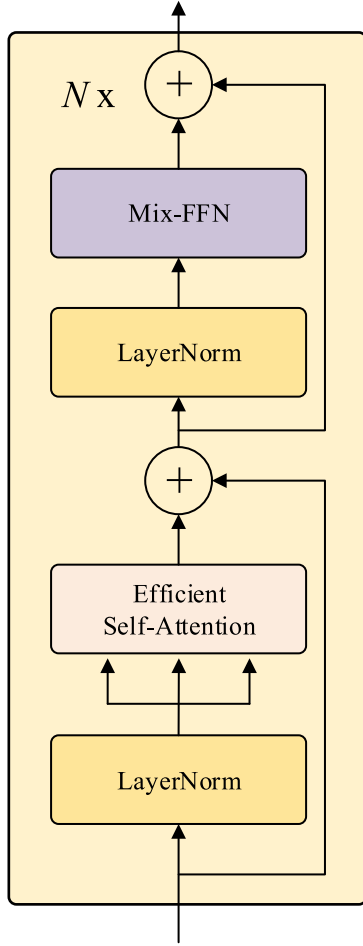 N x
Mix-FFN
LayerNorm
Efficient
Self-Attention
LayerNorm